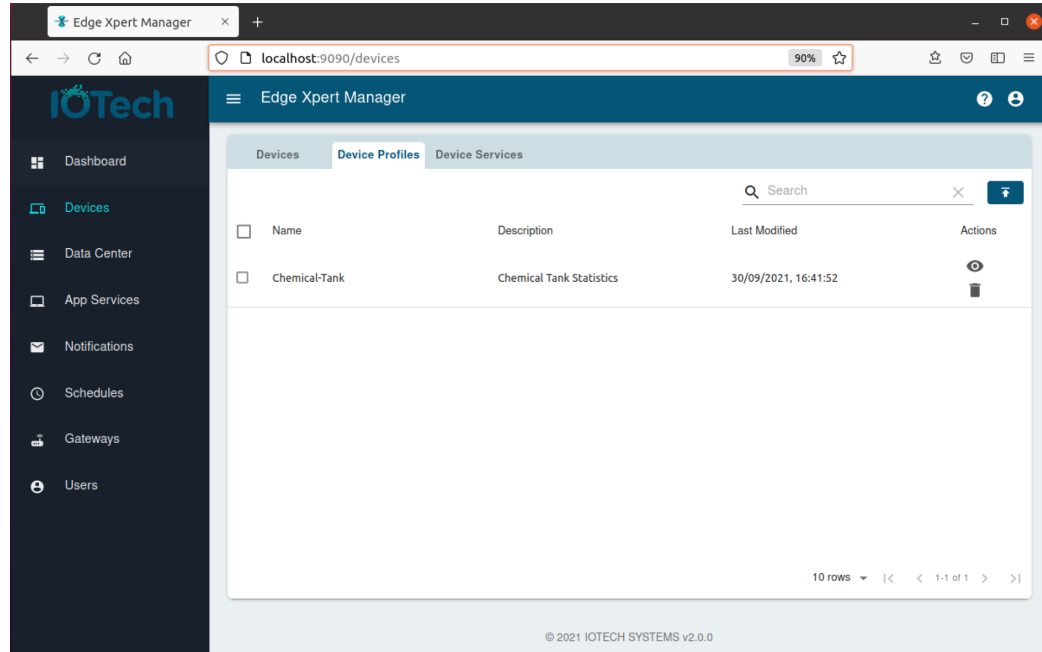 Edge Xpert Manager
localhost:9090/devices
90%
IOTech
Edge Xpert Manager
Dashboard
Devices
Data Center
App Services
Notifications
Schedules
Gateways
Users
Devices Device Profiles Device Services
Search
Name Description Last Modified Actions
Chemical-Tank Chemical Tank Statistics 30/09/2021, 16:41:52
10 rows 1-1 of 1
© 2021 IOTECH SYSTEMS v2.0.0